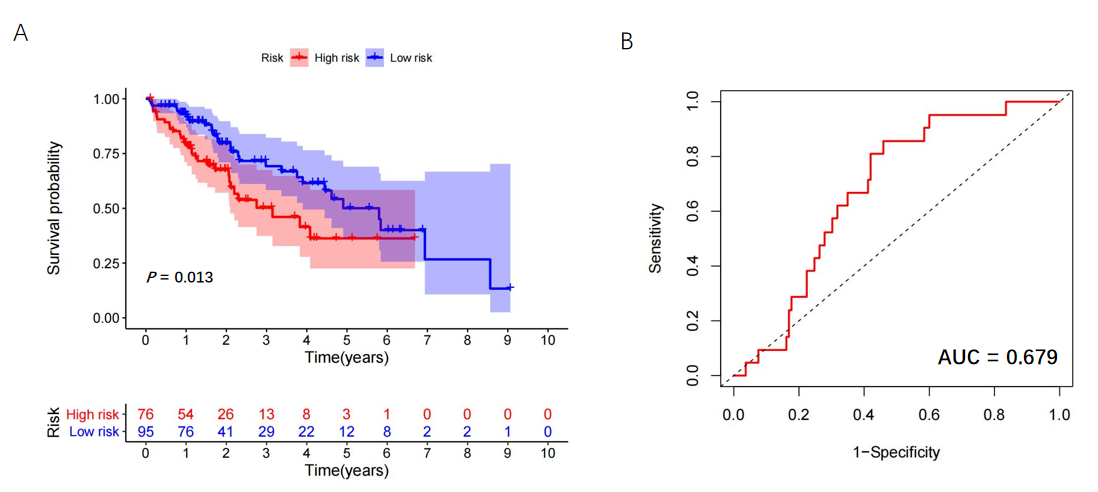 A
Risk High risk Low risk
Survival probability
1.00
0.75
0.50
0.25
0.00
P = 0.013
0 1 2 3 4 5 6 7 8 9 10
Time(years)
Risk
High risk 76 54 26 13 8 3 1 0 0 0 0
Low risk 95 76 41 29 22 12 8 2 2 1 0
0 1 2 3 4 5 6 7 8 9 10
Time(years)
B
Sensitivity
1.0
0.8
0.6
0.4
0.2
0.0
AUC = 0.679
0.0 0.2 0.4 0.6 0.8 1.0
1−Specificity